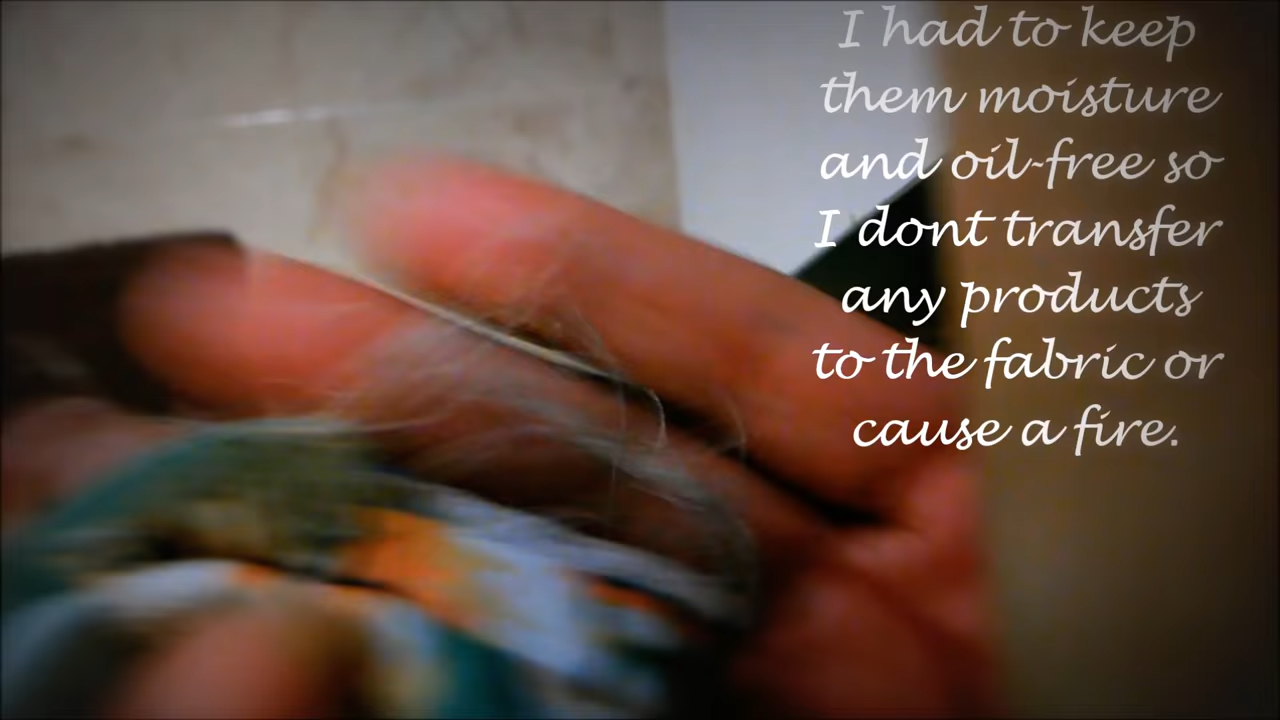 I had to keep
them moisture
and oil-free so
I dont transfer
any products
to the fabric or
cause a fire.